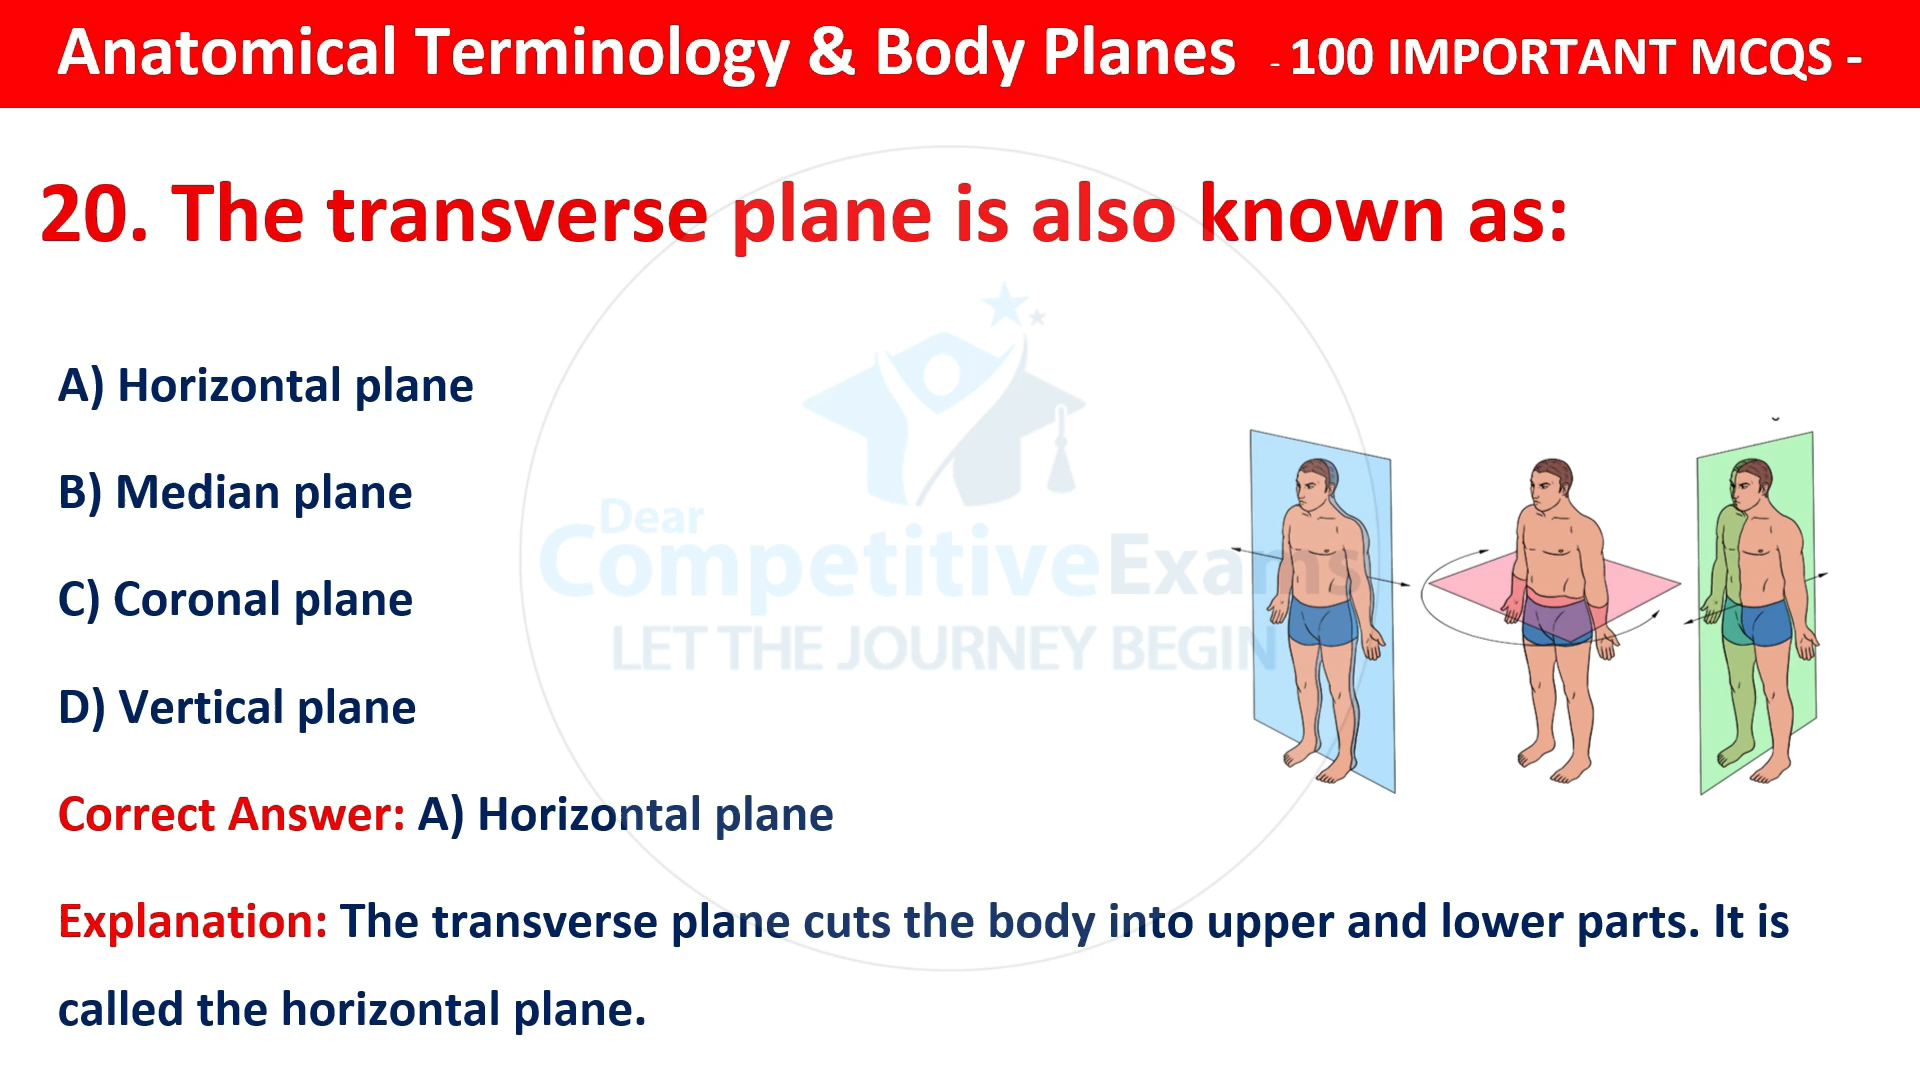 Anatomical Terminology & Body Planes - 100 IMPORTANT MCQS -
20. The transverse plane is also known as:
A) Horizontal plane
B) Median plane
C) Coronal plane
D) Vertical plane
Dear
CompetitiveExams
LET THE JOURNEY BEGIN
Correct Answer: A) Horizontal plane
Explanation: The transverse plane cuts the body into upper and lower parts. It is
called the horizontal plane.